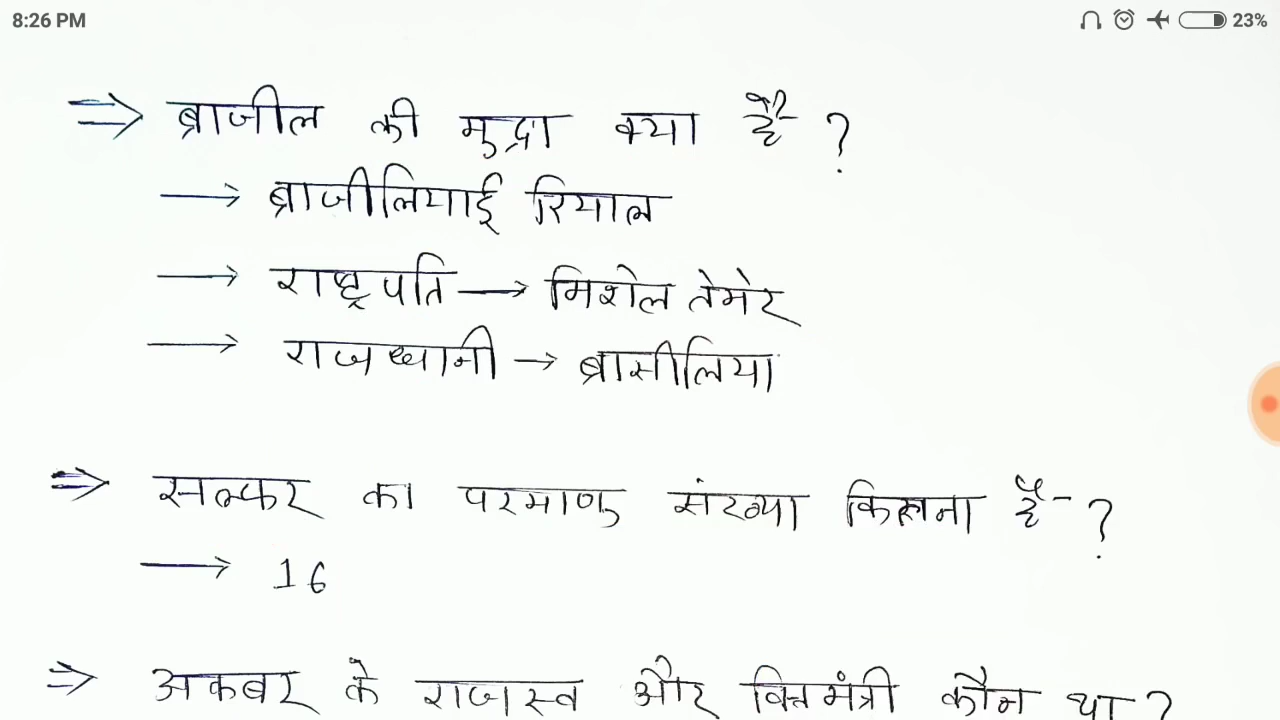 8:26 PM 23%
⇒ ब्राजील की मुद्रा क्या है ?
→ ब्राजीलियाई रियाल
→ राष्ट्रपति → मिशेल तेमेर
→ राजधानी → ब्रासीलिया
⇒ सल्फर का परमाणु संख्या कितना है - ?
→ 16
⇒ अकबर के राजस्व और वित्तमंत्री कौन था ?